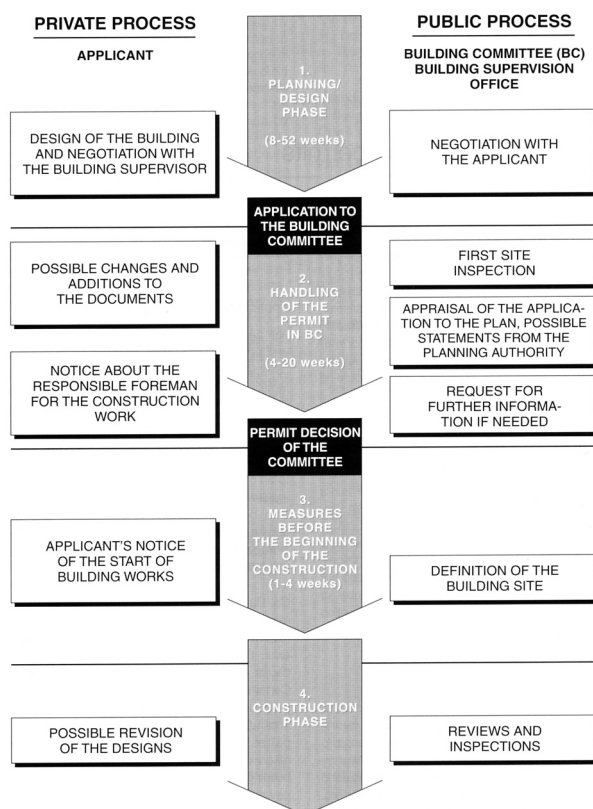 PRIVATE PROCESS
APPLICANT
PUBLIC PROCESS
BUILDING COMMITTEE (BC)
BUILDING SUPERVISION
OFFICE
1.
PLANNING/
DESIGN
PHASE
(8-52 weeks)
DESIGN OF THE BUILDING
AND NEGOTIATION WITH
THE BUILDING SUPERVISOR
NEGOTIATION WITH
THE APPLICANT
APPLICATION TO
THE BUILDING
COMMITTEE
POSSIBLE CHANGES AND
ADDITIONS TO
THE DOCUMENTS
2.
HANDLING
OF THE
PERMIT
IN BC
(4-20 weeks)
FIRST SITE
INSPECTION
APPRAISAL OF THE APPLICA-
TION TO THE PLAN, POSSIBLE
STATEMENTS FROM THE
PLANNING AUTHORITY
NOTICE ABOUT THE
RESPONSIBLE FOREMAN
FOR THE CONSTRUCTION
WORK
REQUEST FOR
FURTHER INFORMA-
TION IF NEEDED
PERMIT DECISION
OF THE
COMMITTEE
3.
MEASURES
BEFORE
THE BEGINNING
OF THE
CONSTRUCTION
(1-4 weeks)
APPLICANT'S NOTICE
OF THE START OF
BUILDING WORKS
DEFINITION OF THE
BUILDING SITE
4.
CONSTRUCTION
PHASE
POSSIBLE REVISION
OF THE DESIGNS
REVIEWS AND
INSPECTIONS